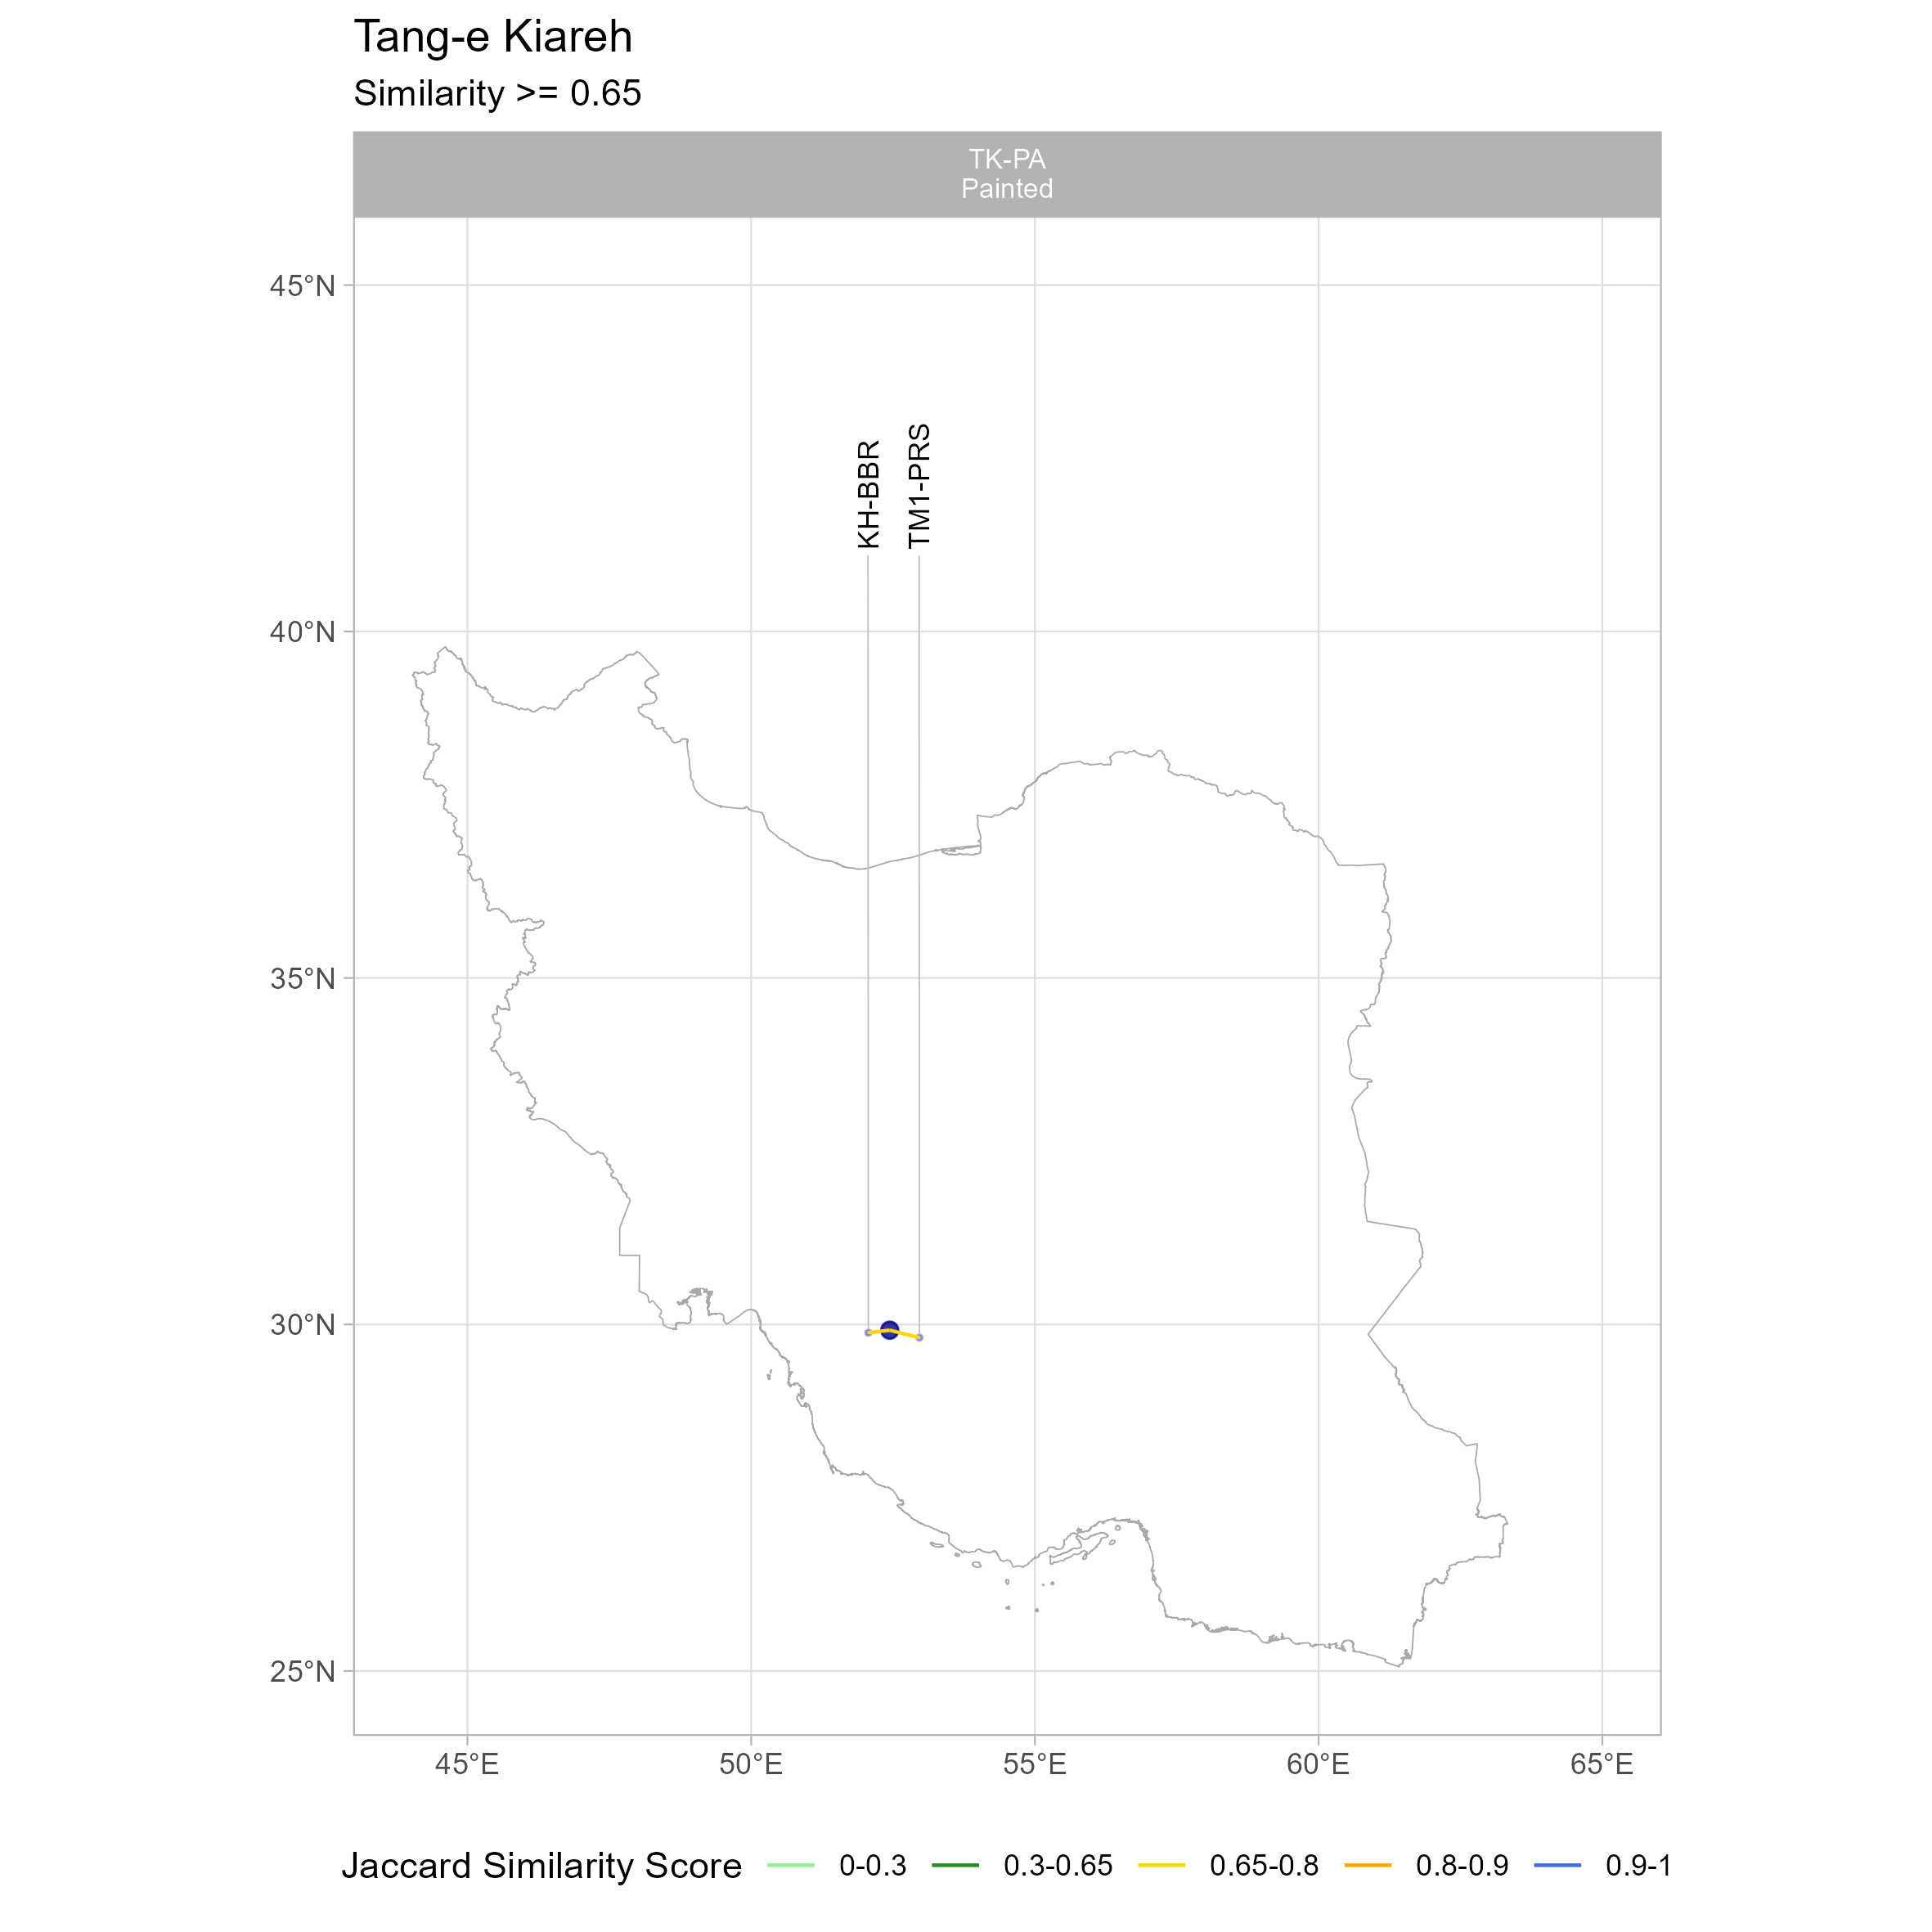 Tang-e Kiareh
Similarity >= 0.65
TK-PA
Painted
45°N
40°N
35°N
30°N
25°N
KH-BBR
TM1-PRS
45°E
50°E
55°E
60°E
65°E
Jaccard Similarity Score 0-0.3 0.3-0.65 0.65-0.8 0.8-0.9 0.9-1